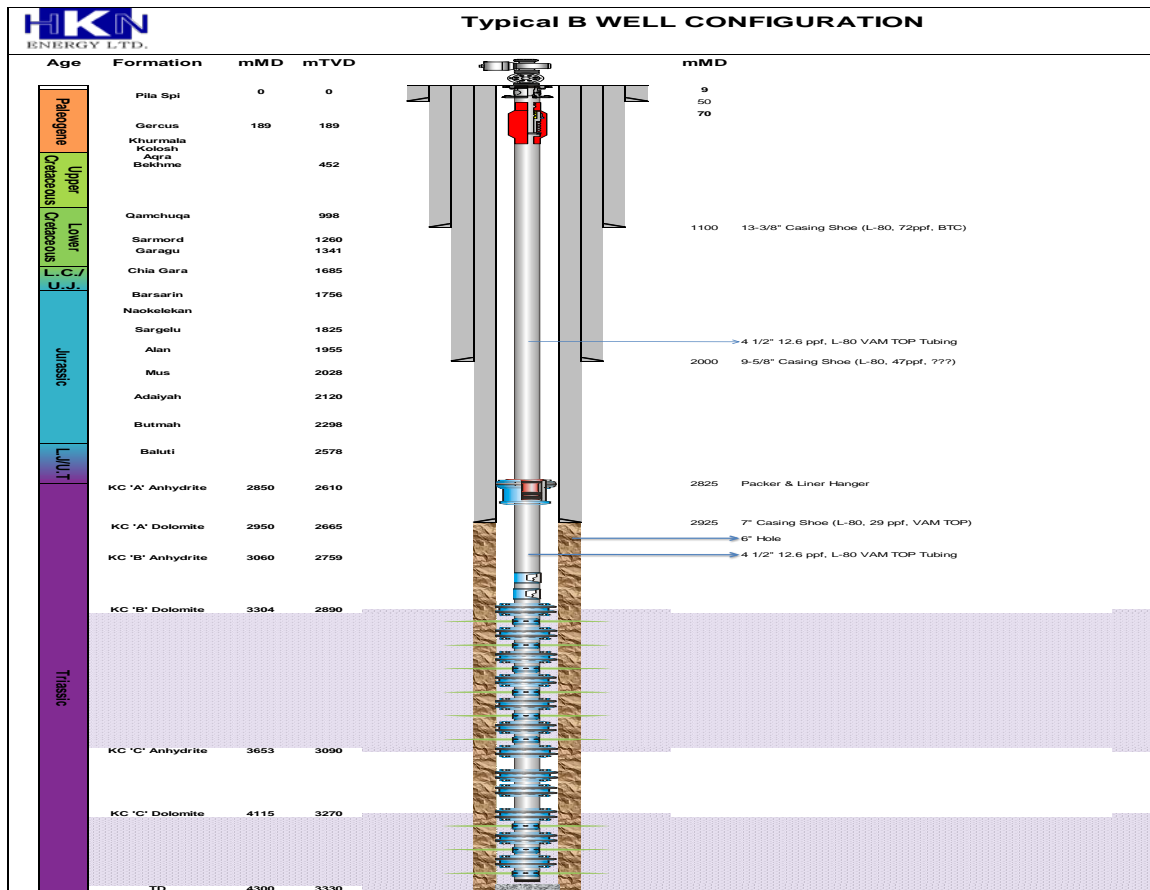 HKN
ENERGY LTD.
Typical B WELL CONFIGURATION
Age Formation mMD mTVD mMD
Pila Spi 0 0 9
50
70
Paleogene
Gercus 189 189
Khurmala
Kolosh
Aqra
Bekhme 452
Upper
Cretaceous
Qamchuqa 998
1100 13-3/8" Casing Shoe (L-80, 72ppf, BTC)
Lower
Cretaceous
Sarmord 1260
Garagu 1341
L.C./
U.J.
Chia Gara 1685
Barsarin 1756
Naokelekan
Sargelu 1825
4 1/2" 12.6 ppf, L-80 VAM TOP Tubing
Alan 1955
2000 9-5/8" Casing Shoe (L-80, 47ppf, ???)
Jurassic
Mus 2028
Adaiyah 2120
Butmah 2298
L.J/U.T
Baluti 2578
KC 'A' Anhydrite 2850 2610 2825 Packer & Liner Hanger
KC 'A' Dolomite 2950 2665 2925 7" Casing Shoe (L-80, 29 ppf, VAM TOP)
6" Hole
KC 'B' Anhydrite 3060 2759 4 1/2" 12.6 ppf, L-80 VAM TOP Tubing
KC 'B' Dolomite 3304 2890
Triassic
KC 'C' Anhydrite 3653 3090
KC 'C' Dolomite 4115 3270
TD 4300 3330